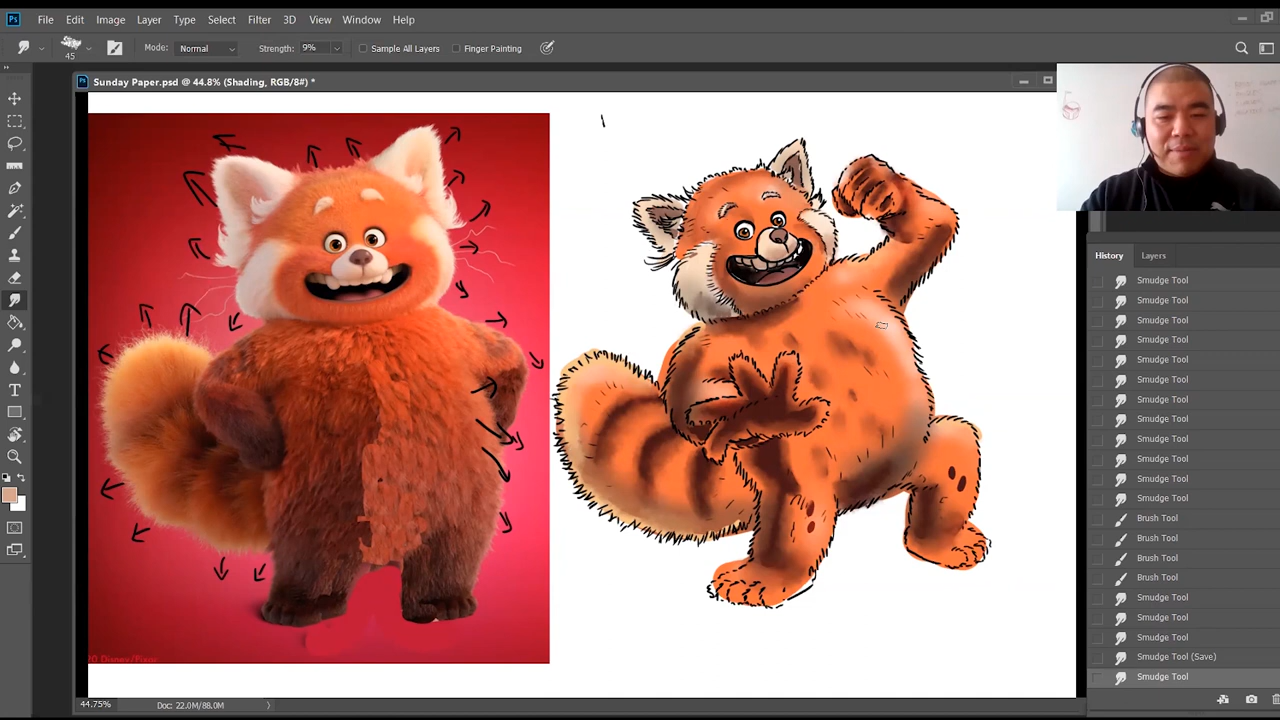 Ps File Edit Image Layer Type Select Filter 3D View Window Help
45 Mode: Normal Strength: 9% Sample All Layers Finger Painting
Sunday Paper.psd @ 44.8% (Shading, RGB/8#) *
History Layers
Smudge Tool
Smudge Tool
Smudge Tool
Smudge Tool
Smudge Tool
Smudge Tool
Smudge Tool
Smudge Tool
Smudge Tool
Smudge Tool
Smudge Tool
Smudge Tool
Brush Tool
Brush Tool
Brush Tool
Brush Tool
Smudge Tool
Smudge Tool
Smudge Tool
Smudge Tool (Save)
Smudge Tool
20 Disney/Pixar
44.75% Doc: 22.0M/88.0M